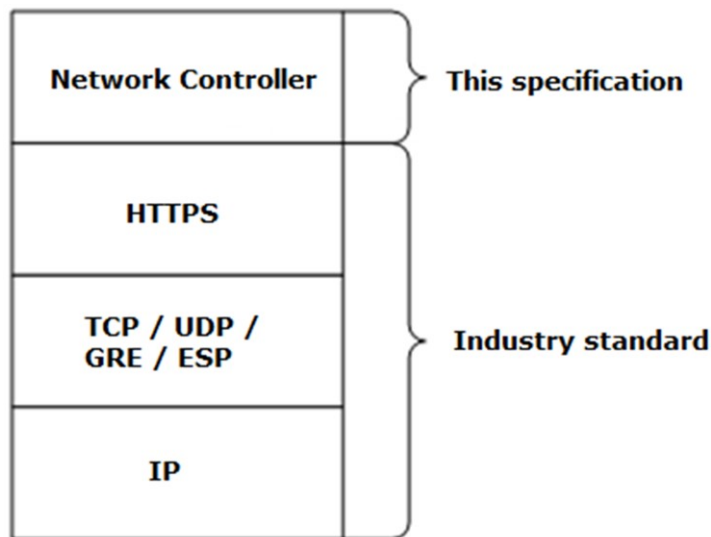 Network Controller
This specification
HTTPS
TCP / UDP /
GRE / ESP
Industry standard
IP